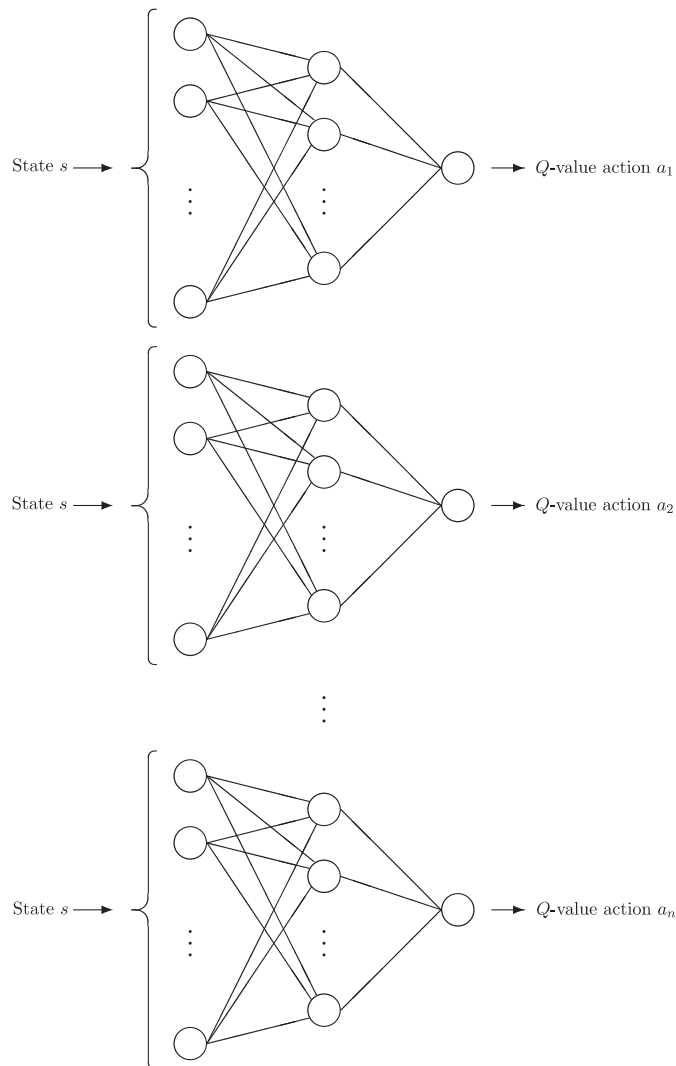 State s
Q-value action a₁
State s
Q-value action a₂
State s
Q-value action aₙ